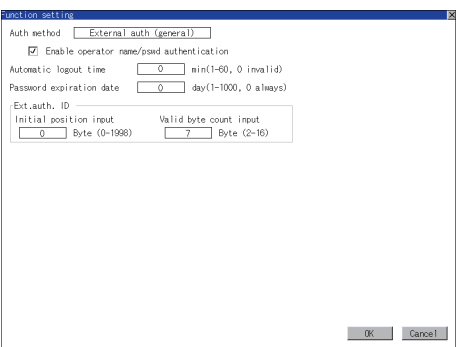 Function setting
Auth method External auth (general)
Enable operator name/pswd authentication
Automatic logout time 0 min(1-60, 0 invalid)
Password expiration date 0 day(1-1000, 0 always)
Ext.auth. ID
Initial position input Valid byte count input
0 Byte (0-1998) 7 Byte (2-16)
OK Cancel